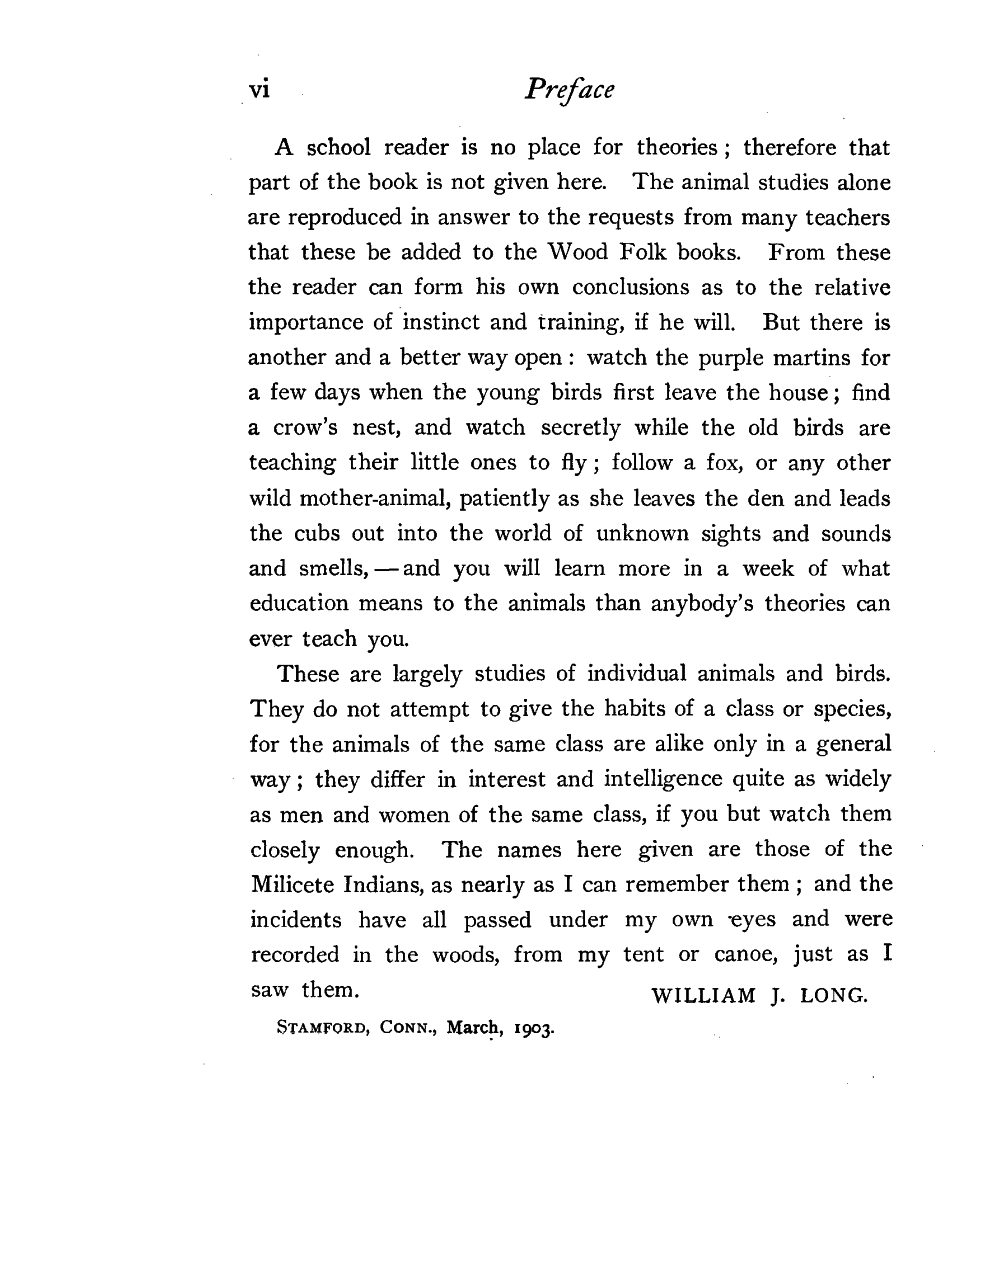 vi Preface
A school reader is no place for theories ; therefore that
part of the book is not given here. The animal studies alone
are reproduced in answer to the requests from many teachers
that these be added to the Wood Folk books. From these
the reader can form his own conclusions as to the relative
importance of instinct and training, if he will. But there is
another and a better way open : watch the purple martins for
a few days when the young birds first leave the house ; find
a crow's nest, and watch secretly while the old birds are
teaching their little ones to fly ; follow a fox, or any other
wild mother-animal, patiently as she leaves the den and leads
the cubs out into the world of unknown sights and sounds
and smells, — and you will learn more in a week of what
education means to the animals than anybody's theories can
ever teach you.
These are largely studies of individual animals and birds.
They do not attempt to give the habits of a class or species,
for the animals of the same class are alike only in a general
way ; they differ in interest and intelligence quite as widely
as men and women of the same class, if you but watch them
closely enough. The names here given are those of the
Milicete Indians, as nearly as I can remember them ; and the
incidents have all passed under my own eyes and were
recorded in the woods, from my tent or canoe, just as I
saw them. WILLIAM J. LONG.
STAMFORD, CONN., March, 1903.